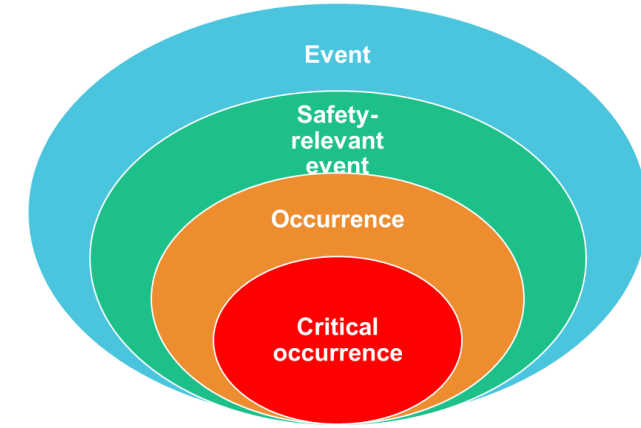 Event
Safety-
relevant
event
Occurrence
Critical
occurrence